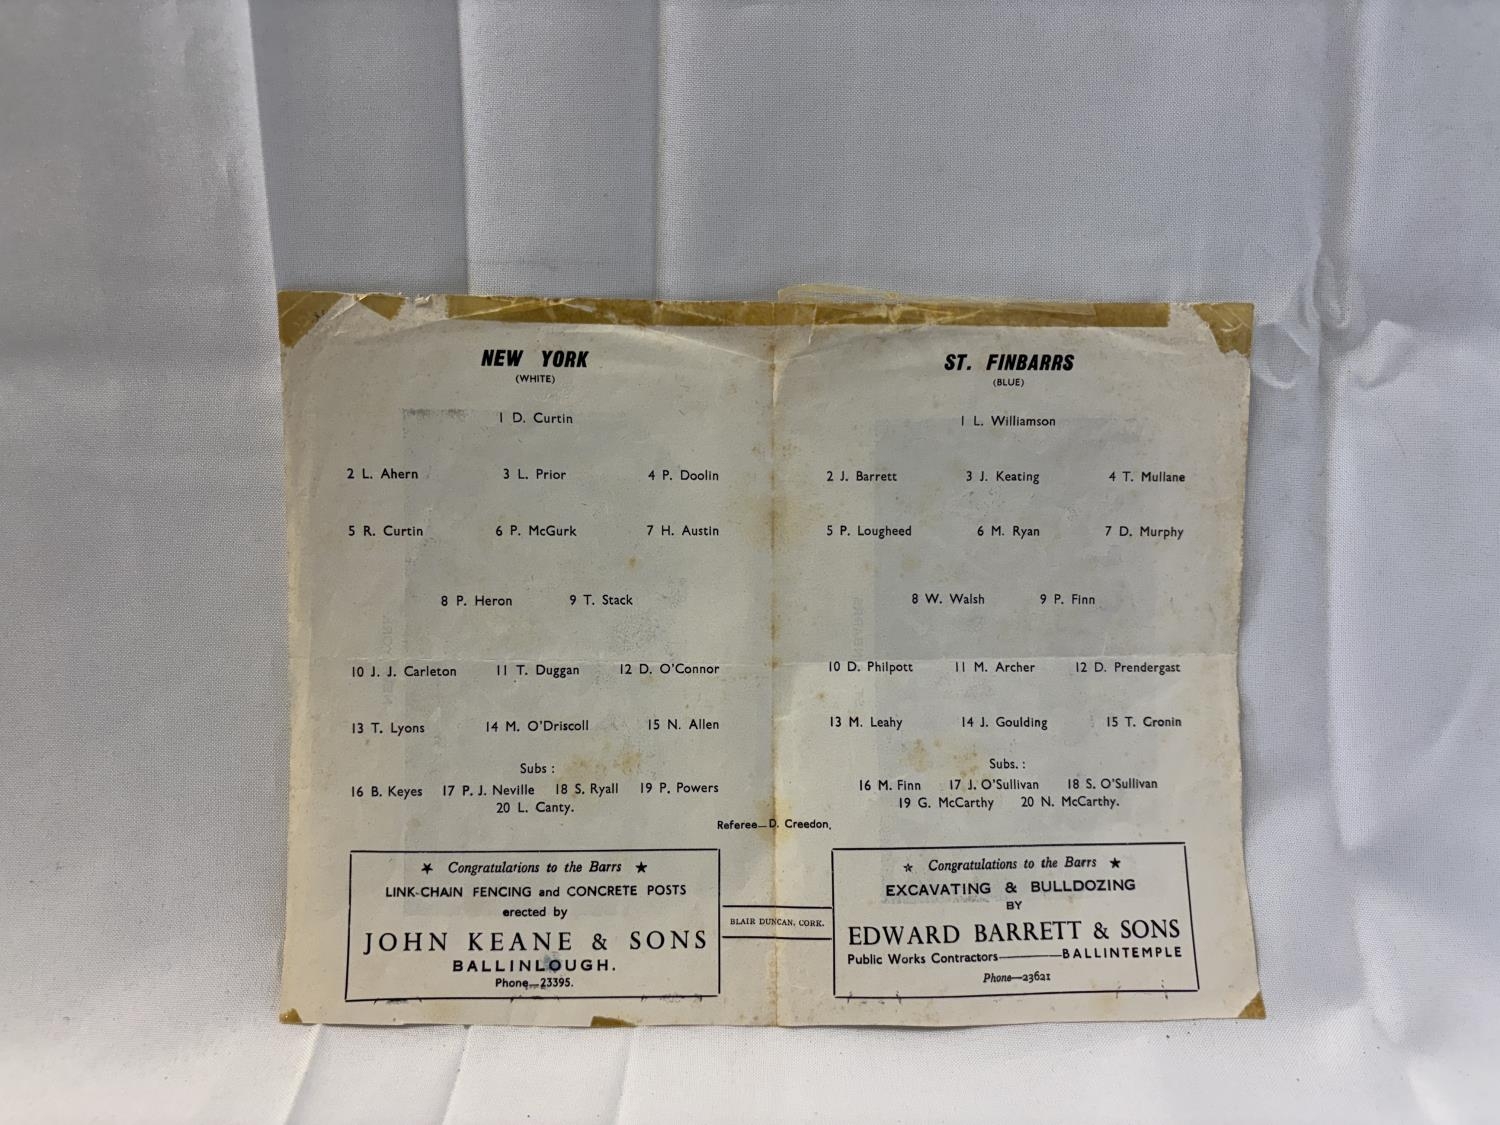 NEW YORK
(WHITE)
1 D. Curtin
2 L. Ahern 3 L. Prior 4 P. Doolin
5 R. Curtin 6 P. McGurk 7 H. Austin
8 P. Heron 9 T. Stack
10 J. J. Carleton 11 T. Duggan 12 D. O'Connor
13 T. Lyons 14 M. O'Driscoll 15 N. Allen
Subs :
16 B. Keyes 17 P. J. Neville 18 S. Ryall 19 P. Powers
20 L. Canty.
ST. FINBARRS
(BLUE)
1 L. Williamson
2 J. Barrett 3 J. Keating 4 T. Mullane
5 P. Lougheed 6 M. Ryan 7 D. Murphy
8 W. Walsh 9 P. Finn
10 D. Philpott 11 M. Archer 12 D. Prendergast
13 M. Leahy 14 J. Goulding 15 T. Cronin
Subs. :
16 M. Finn 17 J. O'Sullivan 18 S. O'Sullivan
19 G. McCarthy 20 N. McCarthy.
Referee—D. Creedon.
★ Congratulations to the Barrs ★
LINK-CHAIN FENCING and CONCRETE POSTS
erected by
JOHN KEANE & SONS
BALLINLOUGH.
Phone—23395.
BLAIR DUNCAN, CORK.
☆ Congratulations to the Barrs ★
EXCAVATING & BULLDOZING
BY
EDWARD BARRETT & SONS
Public Works Contractors——BALLINTEMPLE
Phone—23621